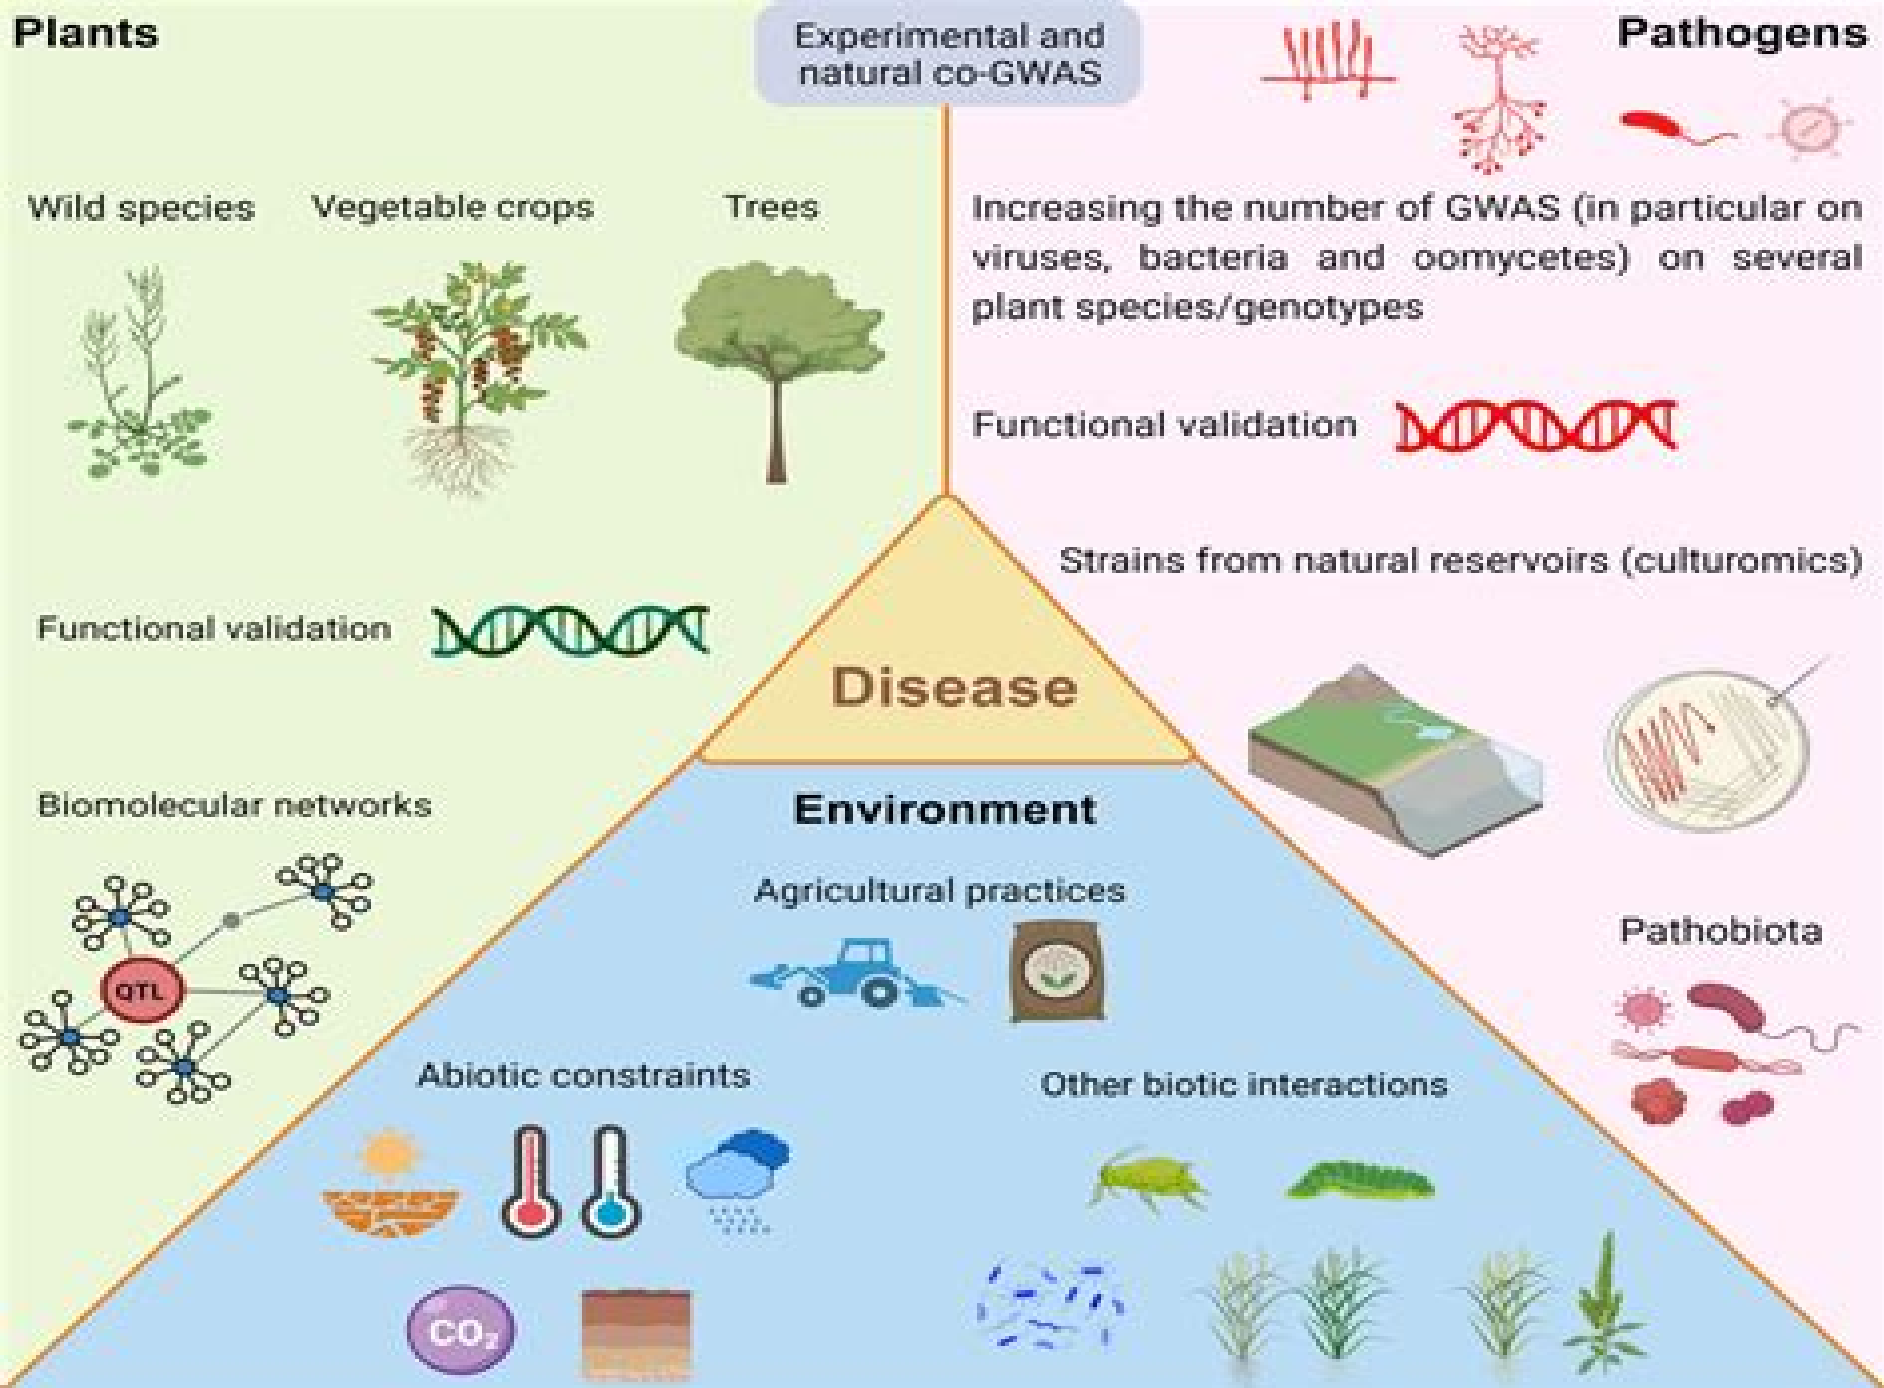 Plants
Experimental and
natural co-GWAS
Pathogens
Wild species
Vegetable crops
Trees
Increasing the number of GWAS (in particular on
viruses, bacteria and oomycetes) on several
plant species/genotypes
Functional validation
Strains from natural reservoirs (culturomics)
Functional validation
Disease
Biomolecular networks
QTL
Environment
Agricultural practices
Pathobiota
Abiotic constraints
Other biotic interactions
CO₂